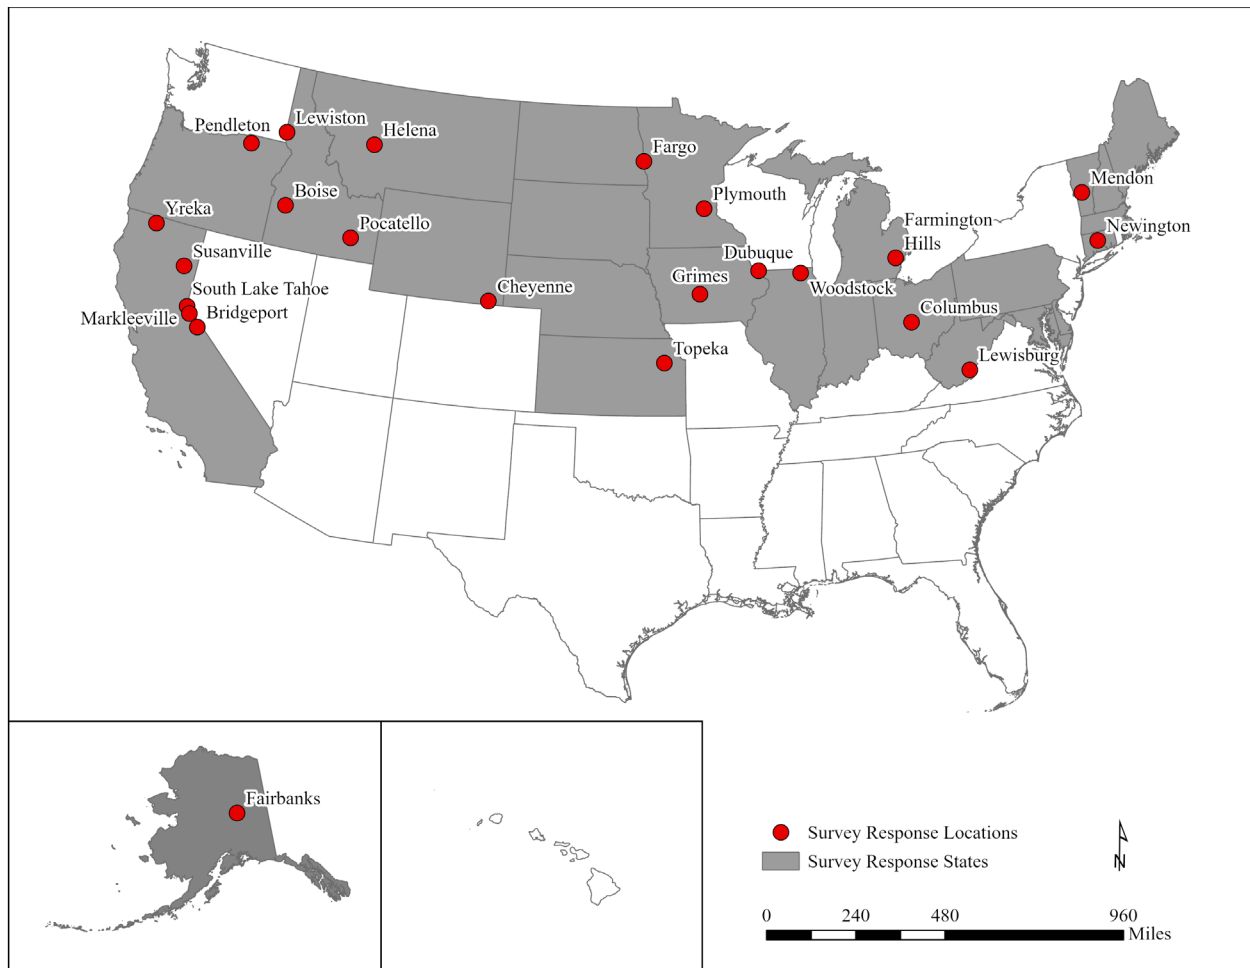 Pendleton
Lewiston
Helena
Fargo
Boise
Plymouth
Mendon
Yreka
Pocatello
Farmington
Hills
Newington
Susanville
Dubuque
Grimes
Woodstock
South Lake Tahoe
Cheyenne
Markleeville
Bridgeport
Columbus
Topeka
Lewisburg
Fairbanks
Survey Response Locations
Survey Response States
N
0 240 480 960
Miles